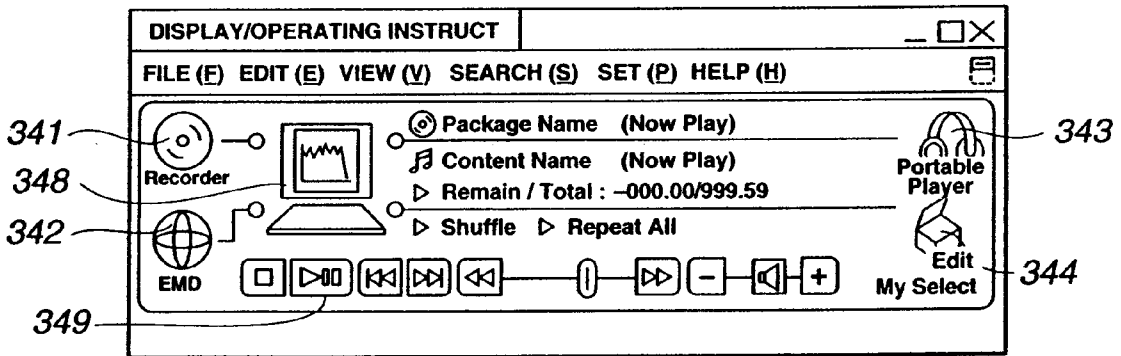 DISPLAY/OPERATING INSTRUCT
FILE (F) EDIT (E) VIEW (V) SEARCH (S) SET (P) HELP (H)
341
Recorder
348
342
EMD
349
Package Name (Now Play)
Content Name (Now Play)
Remain / Total : –000.00/999.59
Shuffle Repeat All
343
Portable
Player
Edit
My Select
344